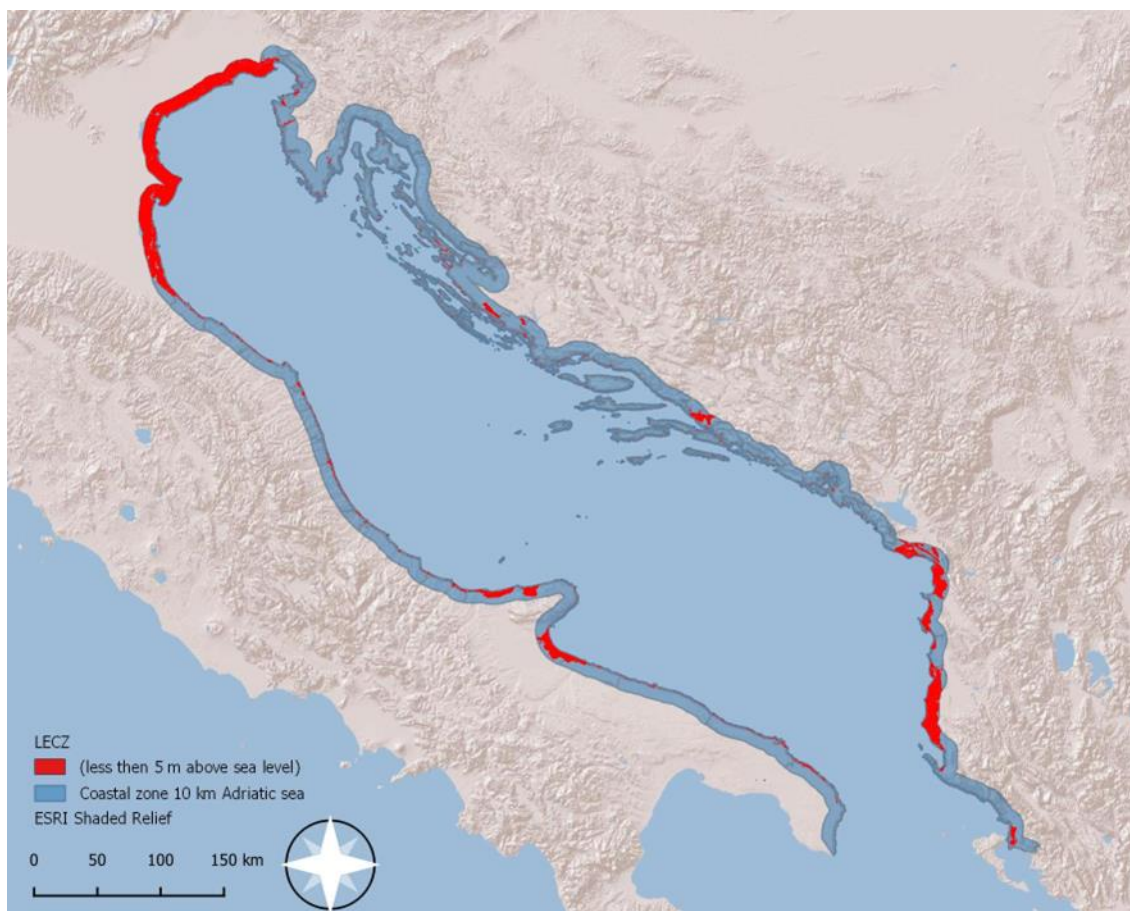 LECZ
(less then 5 m above sea level)
Coastal zone 10 km Adriatic sea
ESRI Shaded Relief
0 50 100 150 km